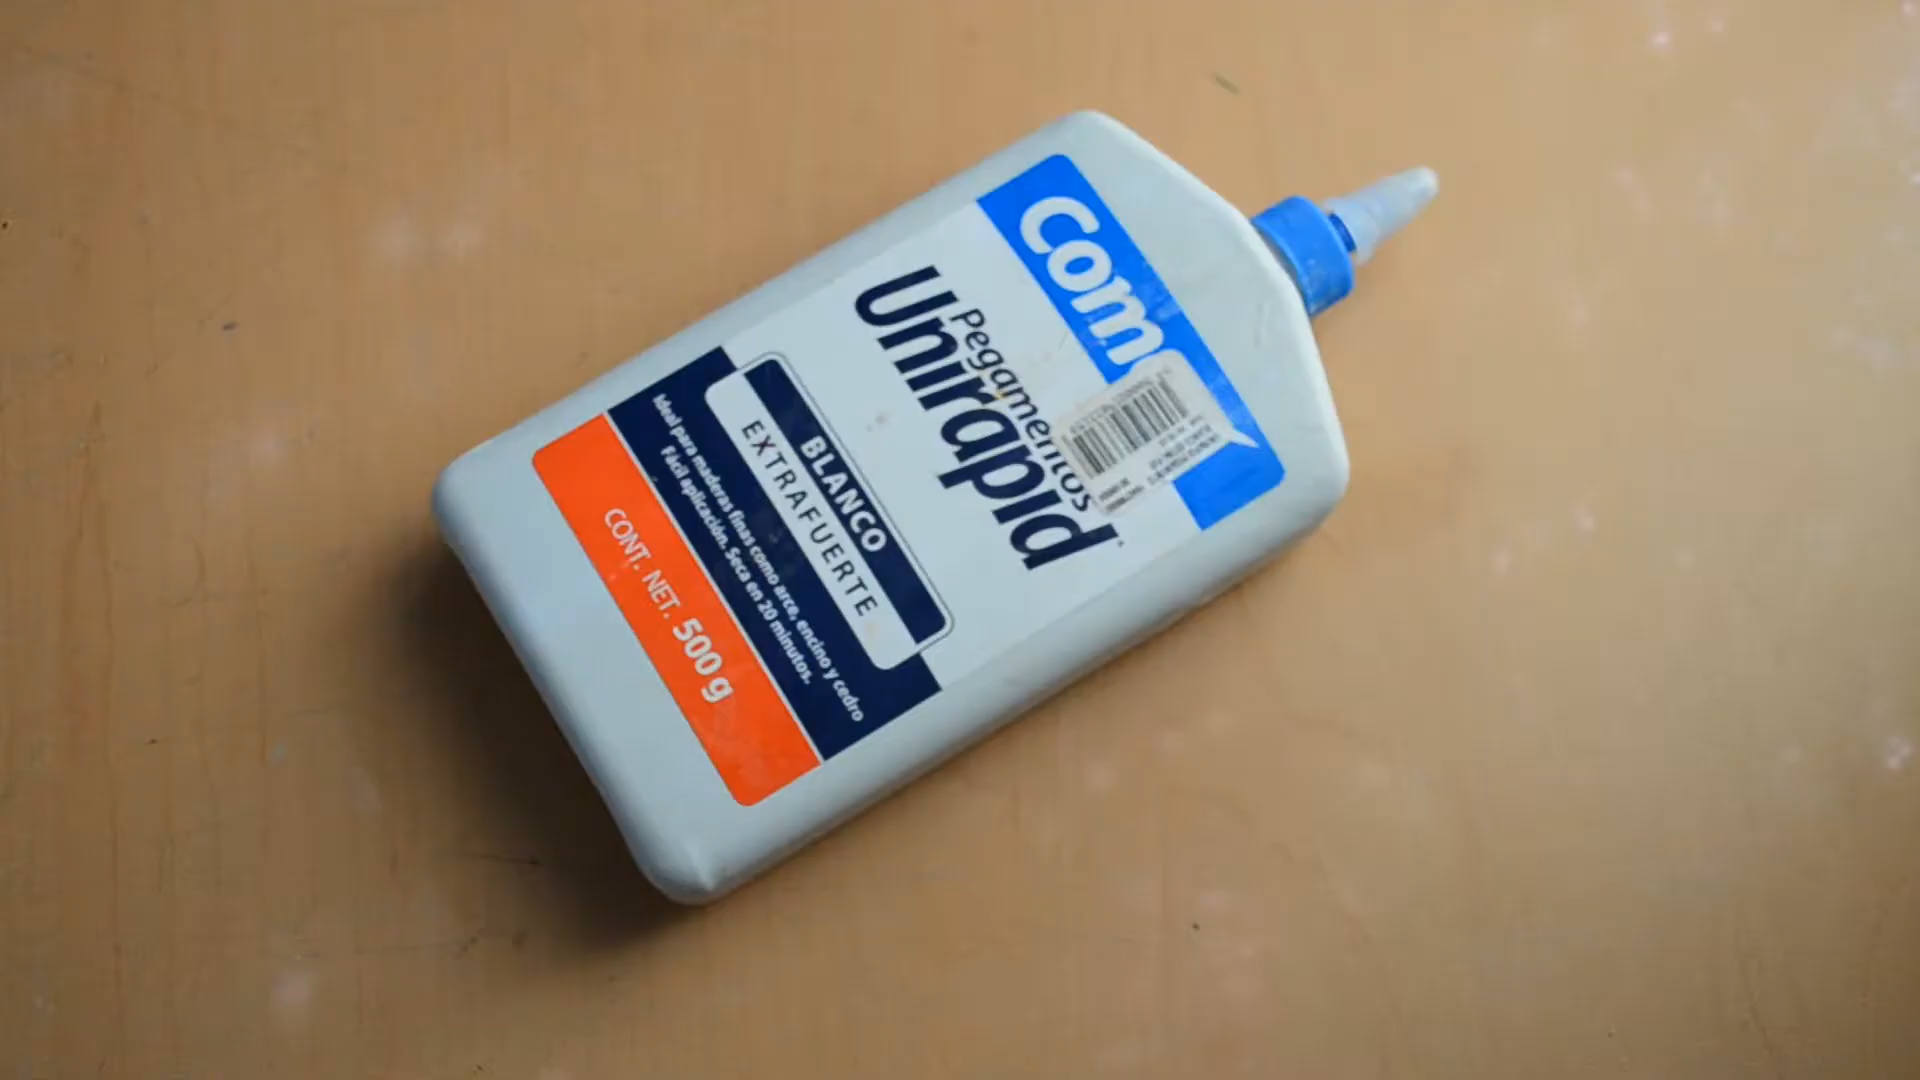 Com
Pegamentos
Unirapid
BLANCO
EXTRAFUERTE
Ideal para maderas finas como arce, encino y cedro
Fácil aplicación. Seca en 20 minutos.
CONT. NET. 500 g